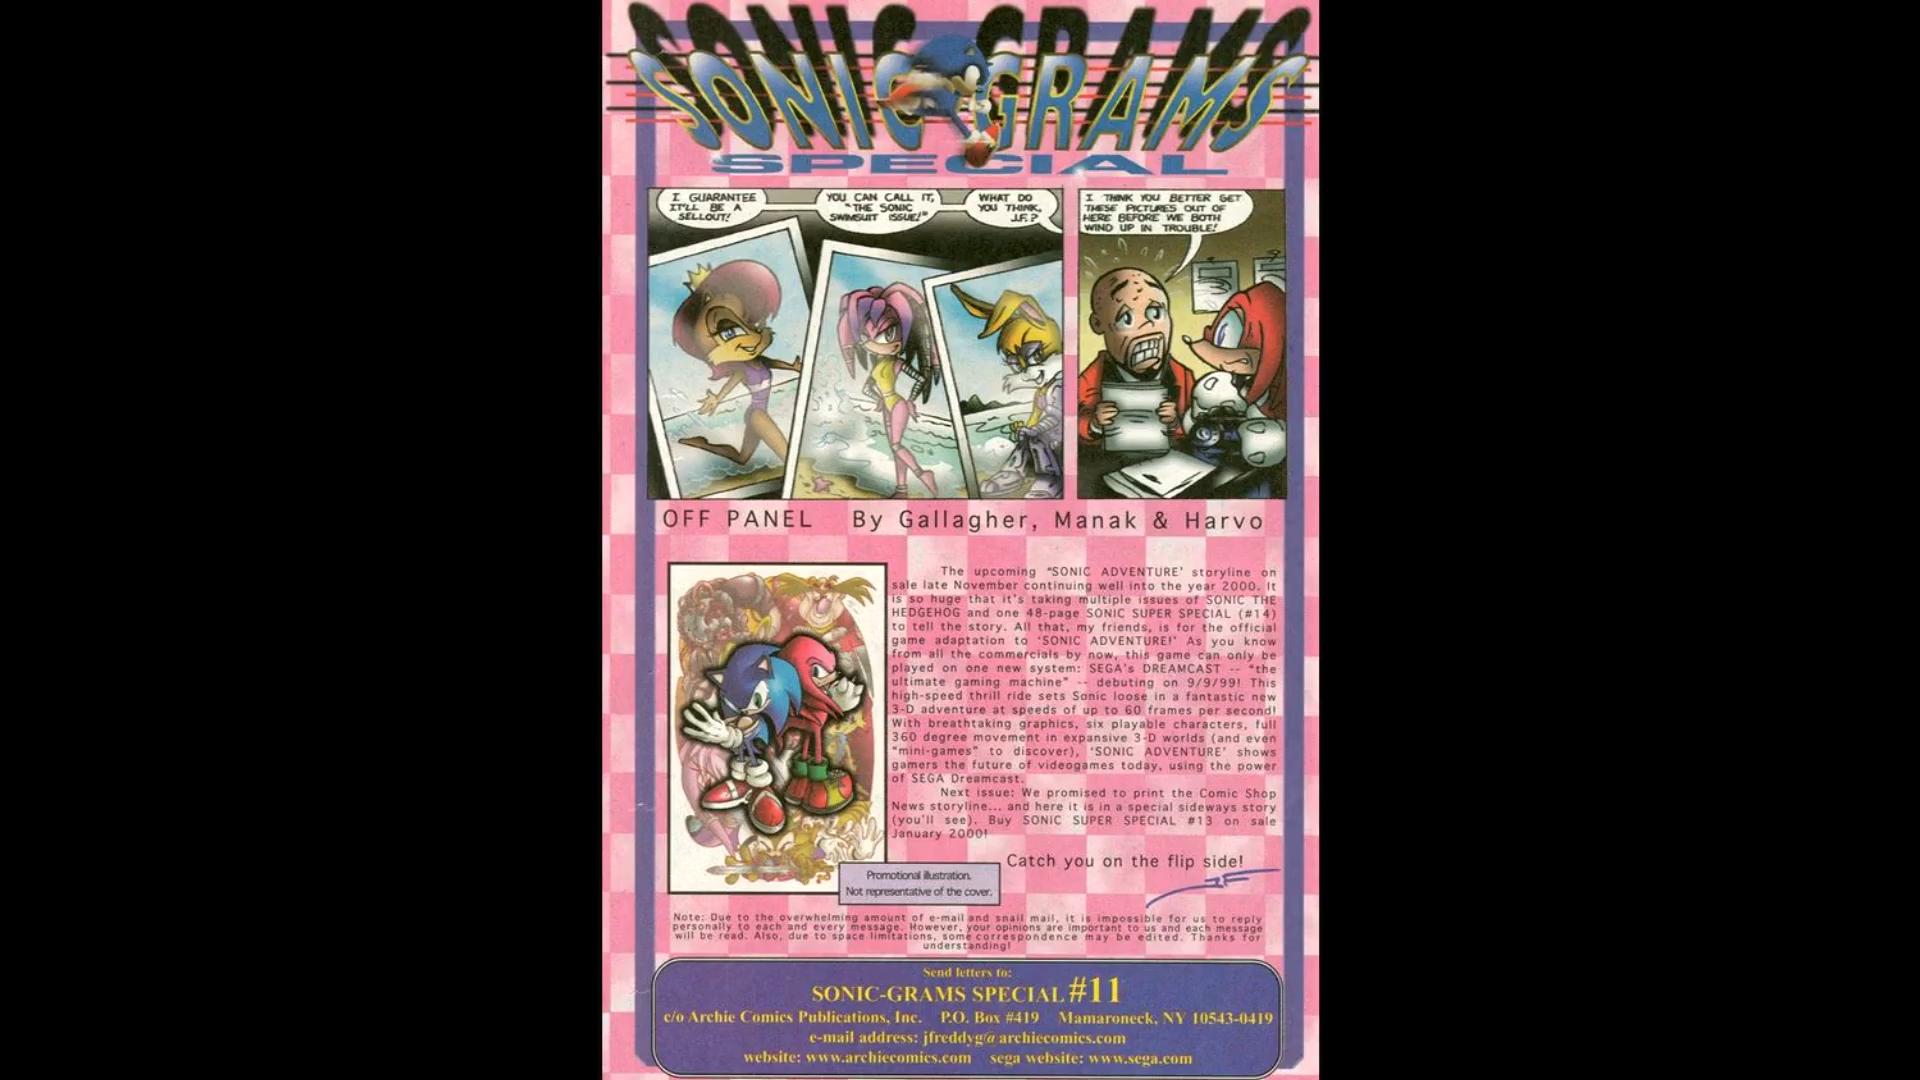 SONIC-GRAMS
SPECIAL
I GUARANTEE
IT'LL BE A
SELLOUT!
YOU CAN CALL IT,
"THE SONIC
SWIMSUIT ISSUE!"
WHAT DO
YOU THINK,
J.F.?
I THINK YOU BETTER GET
THESE PICTURES OUT OF
HERE BEFORE WE BOTH
WIND UP IN TROUBLE!
OFF PANEL By Gallagher, Manak & Harvo
The upcoming "SONIC ADVENTURE' storyline on
sale late November continuing well into the year 2000. It
is so huge that it's taking multiple issues of SONIC THE
HEDGEHOG and one 48-page SONIC SUPER SPECIAL (#14)
to tell the story. All that, my friends, is for the official
game adaptation to 'SONIC ADVENTURE!' As you know
from all the commercials by now, this game can only be
played on one new system: SEGA's DREAMCAST -- "the
ultimate gaming machine" -- debuting on 9/9/99! This
high-speed thrill ride sets Sonic loose in a fantastic new
3-D adventure at speeds of up to 60 frames per second!
With breathtaking graphics, six playable characters, full
360 degree movement in expansive 3-D worlds (and even
"mini-games" to discover), 'SONIC ADVENTURE' shows
gamers the future of videogames today, using the power
of SEGA Dreamcast.
Next issue: We promised to print the Comic Shop
News storyline... and here it is in a special sideways story
(you'll see). Buy SONIC SUPER SPECIAL #13 on sale
January 2000!
Catch you on the flip side!
JF
Promotional illustration.
Not representative of the cover.
Note: Due to the overwhelming amount of e-mail and snail mail, it is impossible for us to reply
personally to each and every message. However, your opinions are important to us and each message
will be read. Also, due to space limitations, some correspondence may be edited. Thanks for
understanding!
Send letters to:
SONIC-GRAMS SPECIAL #11
c/o Archie Comics Publications, Inc. P.O. Box #419 Mamaroneck, NY 10543-0419
e-mail address: jfreddyg@archiecomics.com
website: www.archiecomics.com sega website: www.sega.com